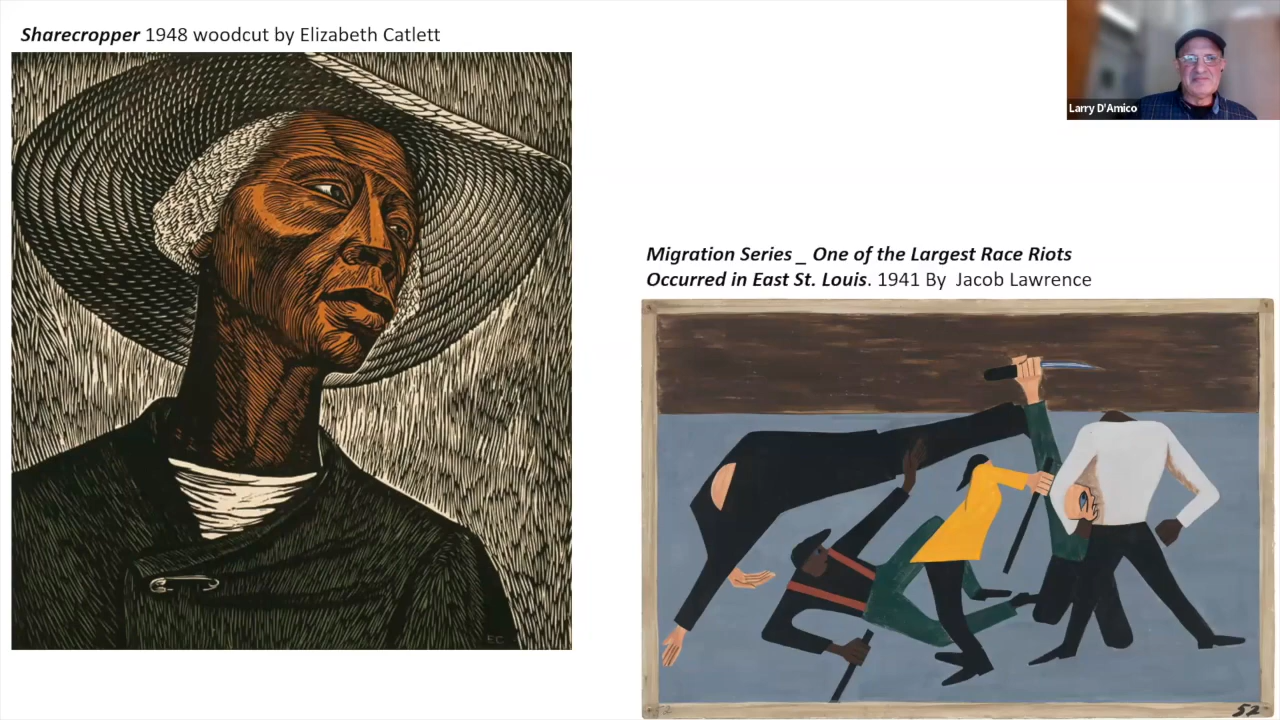 Sharecropper 1948 woodcut by Elizabeth Catlett
Larry D'Amico
Migration Series _ One of the Largest Race Riots
Occurred in East St. Louis. 1941 By  Jacob Lawrence
EC
52